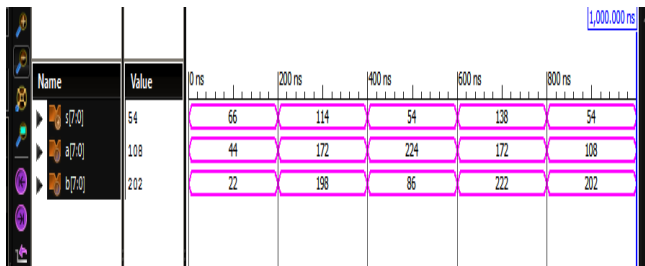 1,000.000 ns
Name Value 0 ns 200 ns 400 ns 600 ns 800 ns
s[7:0] 54 66 114 54 138 54
a[7:0] 108 44 172 224 172 108
b[7:0] 202 22 198 86 222 202